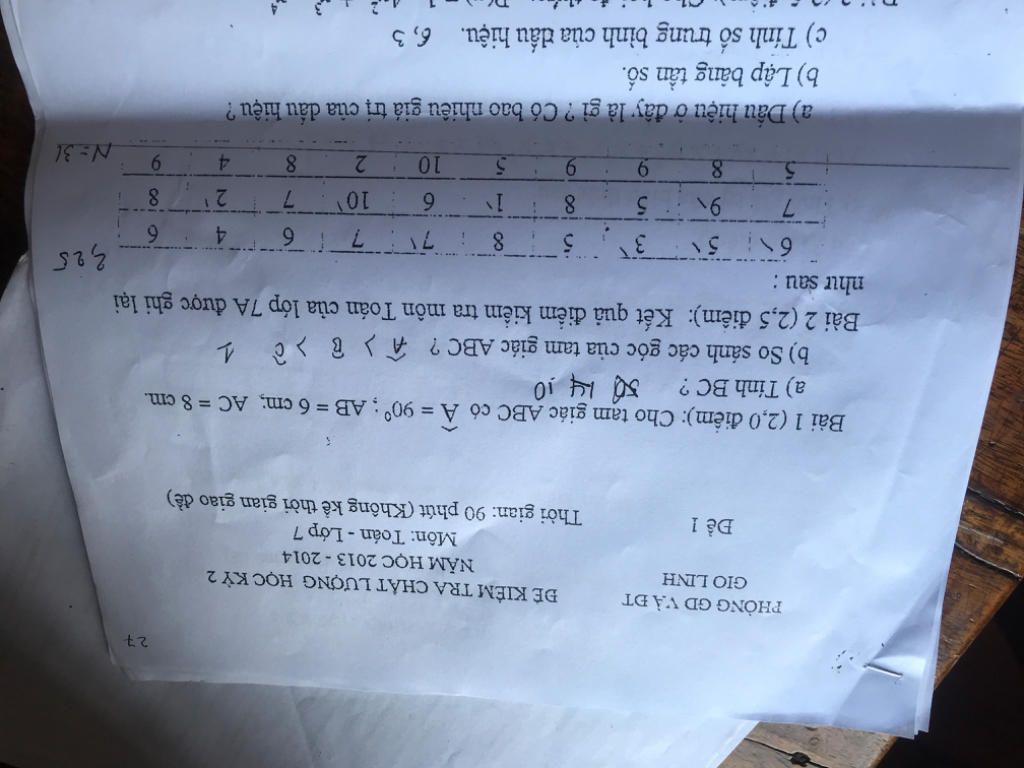 27
PHÒNG GD VÀ ĐT ĐỀ KIỂM TRA CHẤT LƯỢNG HỌC KỲ 2
GIO LINH NĂM HỌC 2013 - 2014
Môn: Toán - Lớp 7
Đề 1 Thời gian: 90 phút (Không kể thời gian giao đề)
Bài 1 (2,0 điểm): Cho tam giác ABC có Â = 90⁰ ; AB = 6 cm; AC = 8 cm.
a) Tính BC ? 10
b) So sánh các góc của tam giác ABC ? Â > B̂ > Ĉ 1
Bài 2 (2,5 điểm): Kết quả điểm kiểm tra môn Toán của lớp 7A được ghi lại
như sau : 2,25
6 5 3 5 8 7 7 6 4 6
7 9 5 8 1 6 10 7 2 8
5 8 9 9 5 10 2 8 4 9 N=31
a) Dấu hiệu ở đây là gì ? Có bao nhiêu giá trị của dấu hiệu ?
b) Lập bảng tần số.
c) Tính số trung bình của dấu hiệu. 6,3